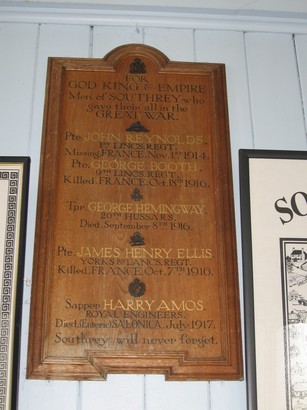 FOR
GOD KING & EMPIRE
Men of SOUTHREY who
gave their all in the
GREAT WAR.
Pte. JOHN REYNOLDS.
1ST LINCS. REGT.
Missing FRANCE. Nov. 1st 1914.
Pte. GEORGE BOOTH.
9TH LINCS. REGT.
Killed. FRANCE. Oct. 18th 1916.
Tpr GEORGE HEMINGWAY
20TH HUSSARS.
Died. September 8TH 1916.
Pte. JAMES HENRY ELLIS
YORKS & LANCS. REGT.
Killed. FRANCE. Oct. 7TH 1916.
Sapper HARRY AMOS
ROYAL ENGINEERS.
Died. (Enteric) SALONICA. July. 1917.
Southrey will never forget.
SO